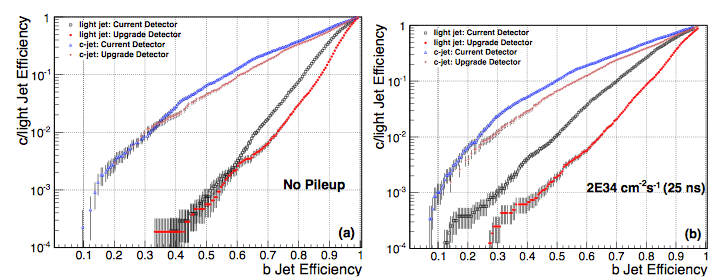 c/light Jet Efficiency
1
10⁻¹
10⁻²
10⁻³
10⁻⁴
light jet: Current Detector
light jet: Upgrade Detector
c-jet: Current Detector
c-jet: Upgrade Detector
No Pileup
(a)
0.1 0.2 0.3 0.4 0.5 0.6 0.7 0.8 0.9 1
b Jet Efficiency
c/light Jet Efficiency
1
10⁻¹
10⁻²
10⁻³
10⁻⁴
light jet: Current Detector
light jet: Upgrade Detector
c-jet: Current Detector
c-jet: Upgrade Detector
2E34 cm⁻²s⁻¹ (25 ns)
(b)
0 0.1 0.2 0.3 0.4 0.5 0.6 0.7 0.8 0.9 1
b Jet Efficiency